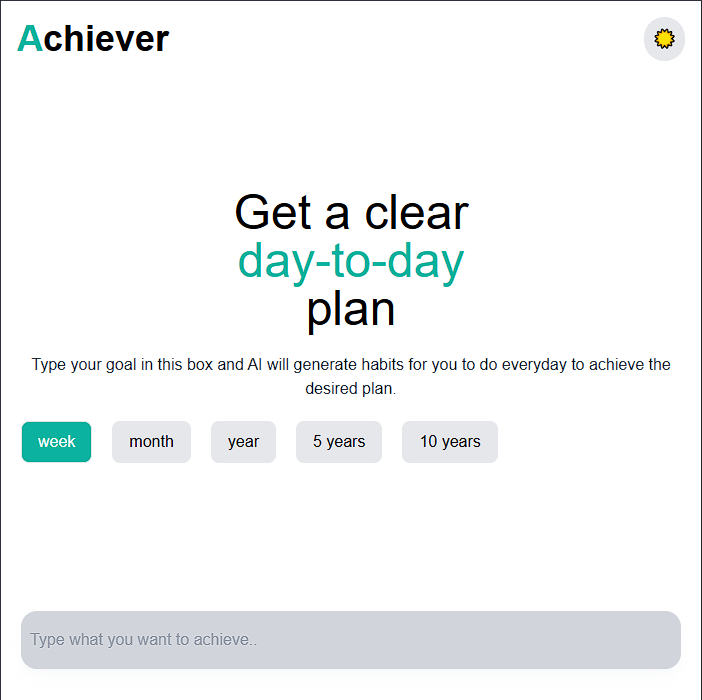 Achiever
Get a clear
day-to-day
plan
Type your goal in this box and AI will generate habits for you to do everyday to achieve the
desired plan.
week month year 5 years 10 years
Type what you want to achieve..